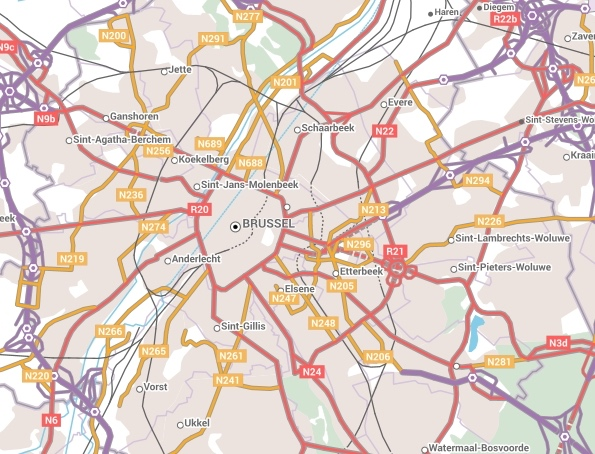 N277
Diegem
Haren
R22b
N200
N291
Zaven
N9c
Jette
N201
N26
Evere
N9b
Ganshoren
Schaarbeek
N22
Sint-Stevens-Wo
Sint-Agatha-Berchem
N689
N256
Koekelberg
N688
Kraai
N294
Sint-Jans-Molenbeek
N236
R20
N213
eek
N274
BRUSSEL
N226
N296
Sint-Lambrechts-Woluwe
N219
Anderlecht
R21
Etterbeek
Sint-Pieters-Woluwe
Elsene
N205
N247
N266
Sint-Gillis
N248
N3d
N265
N261
N206
N281
N220
N241
N24
Vorst
N6
Ukkel
Watermaal-Bosvoorde